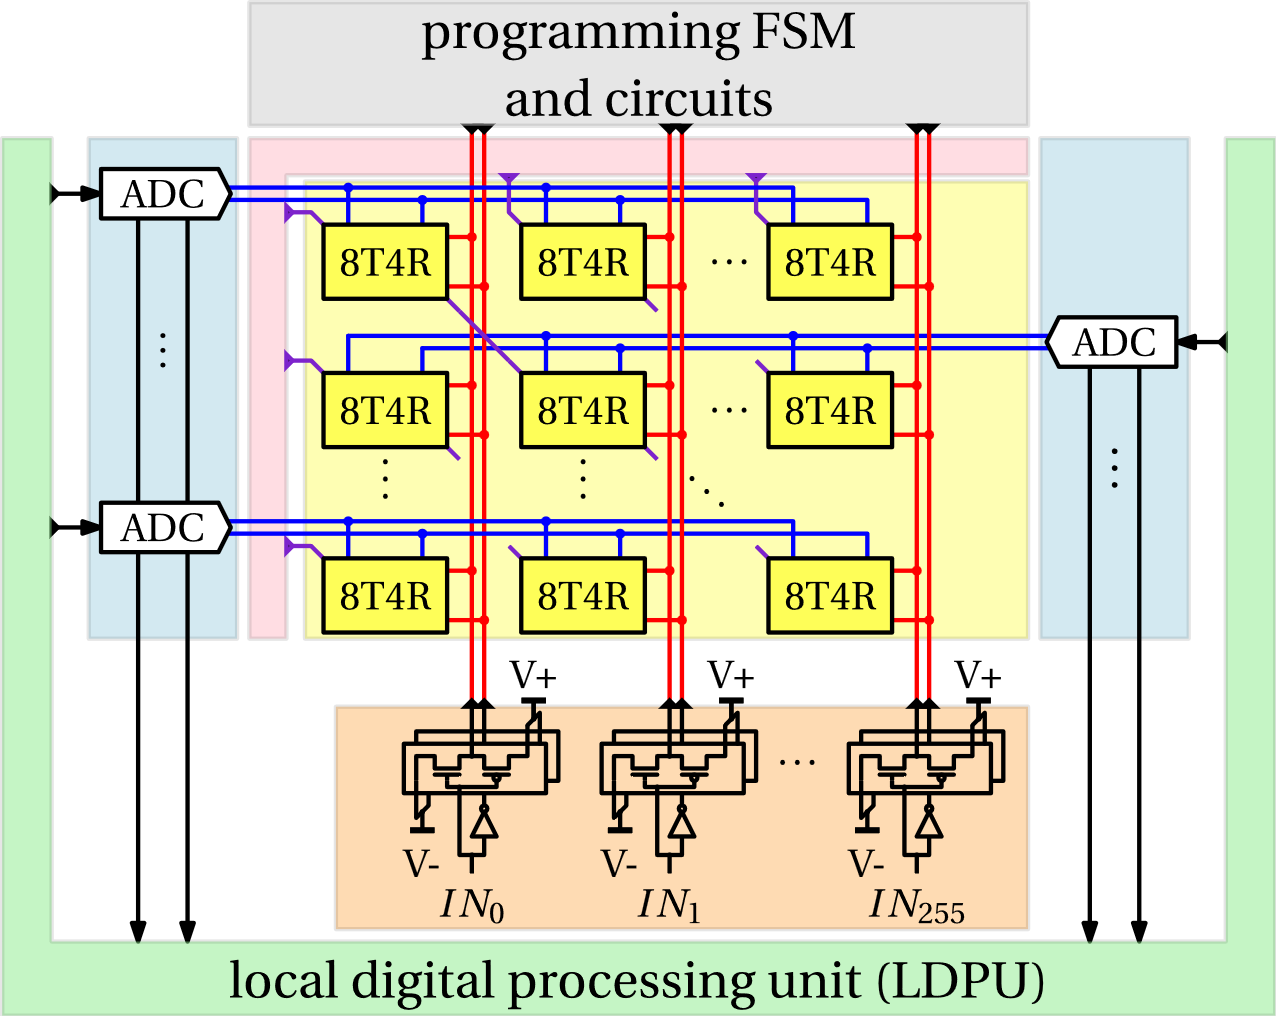 programming FSM
and circuits
ADC
8T4R 8T4R ... 8T4R
ADC
8T4R 8T4R ... 8T4R
ADC
8T4R 8T4R 8T4R
V+ V+ V+
...
V- V- V-
IN0 IN1 IN255
local digital processing unit (LDPU)